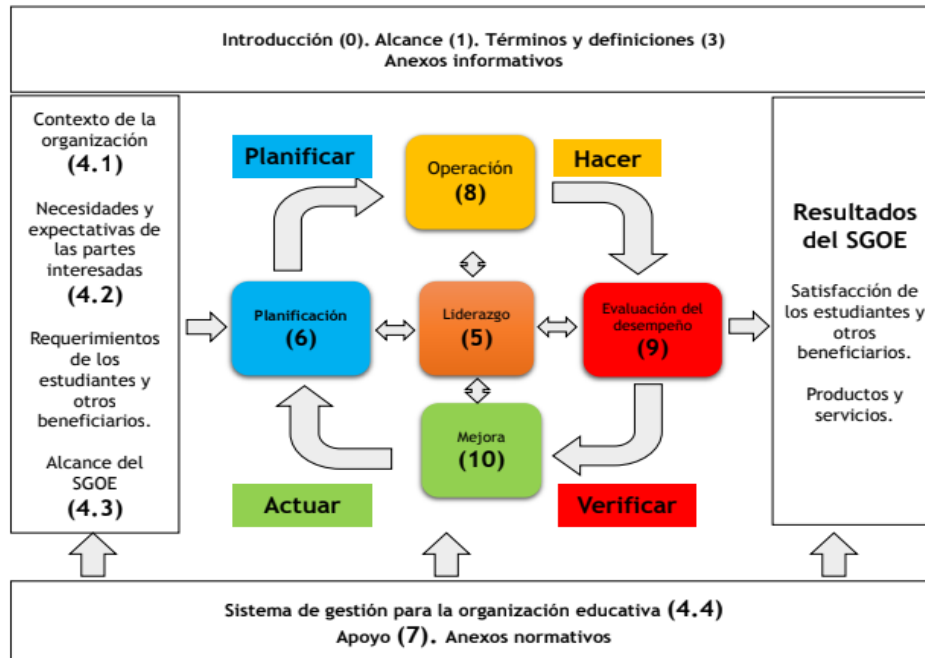 Introducción (0). Alcance (1). Términos y definiciones (3)
Anexos informativos
Contexto de la
organización
(4.1)
Necesidades y
expectativas de
las partes
interesadas
(4.2)
Requerimientos
de los
estudiantes y
otros
beneficiarios.
Alcance del
SGOE
(4.3)
Planificar
Operación
(8)
Hacer
Planificación
(6)
Liderazgo
(5)
Evaluación del
desempeño
(9)
Mejora
(10)
Actuar
Verificar
Resultados
del SGOE
Satisfacción de
los estudiantes y
otros
beneficiarios.
Productos y
servicios.
Sistema de gestión para la organización educativa (4.4)
Apoyo (7). Anexos normativos